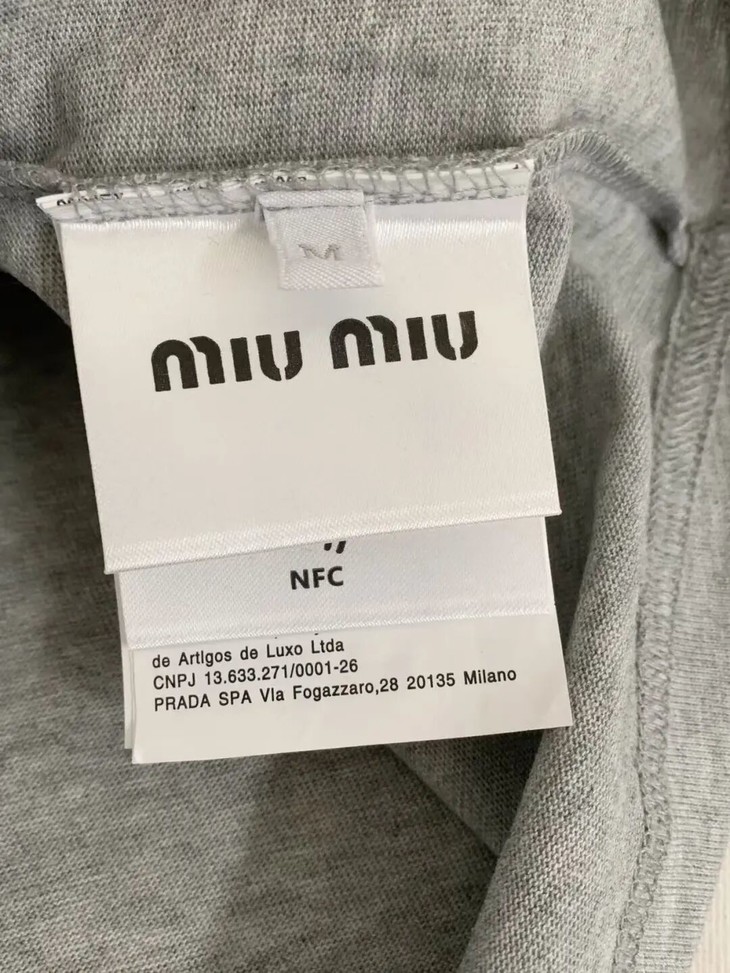 M
miu miu
NFC
de Artigos de Luxo Ltda
CNPJ 13.633.271/0001-26
PRADA SPA VIa Fogazzaro,28 20135 Milano